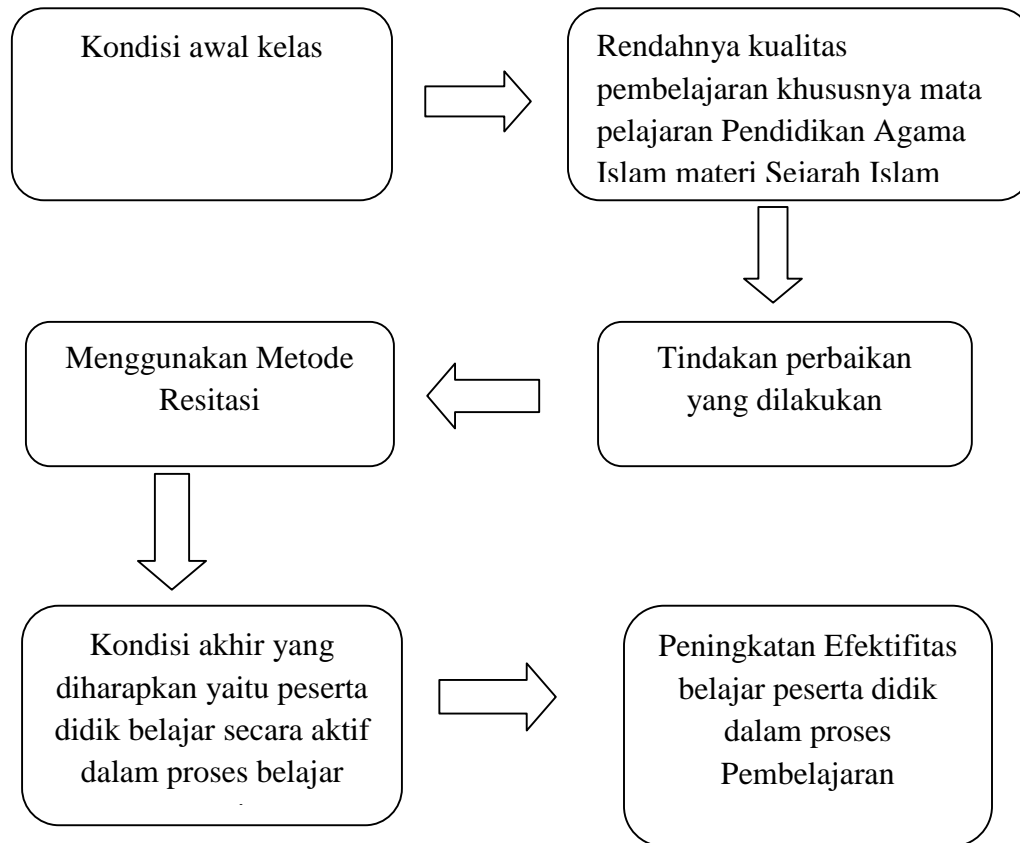 Kondisi awal kelas
Rendahnya kualitas
pembelajaran khususnya mata
pelajaran Pendidikan Agama
Islam materi Sejarah Islam
Tindakan perbaikan
yang dilakukan
Menggunakan Metode
Resitasi
Kondisi akhir yang
diharapkan yaitu peserta
didik belajar secara aktif
dalam proses belajar
Peningkatan Efektifitas
belajar peserta didik
dalam proses
Pembelajaran